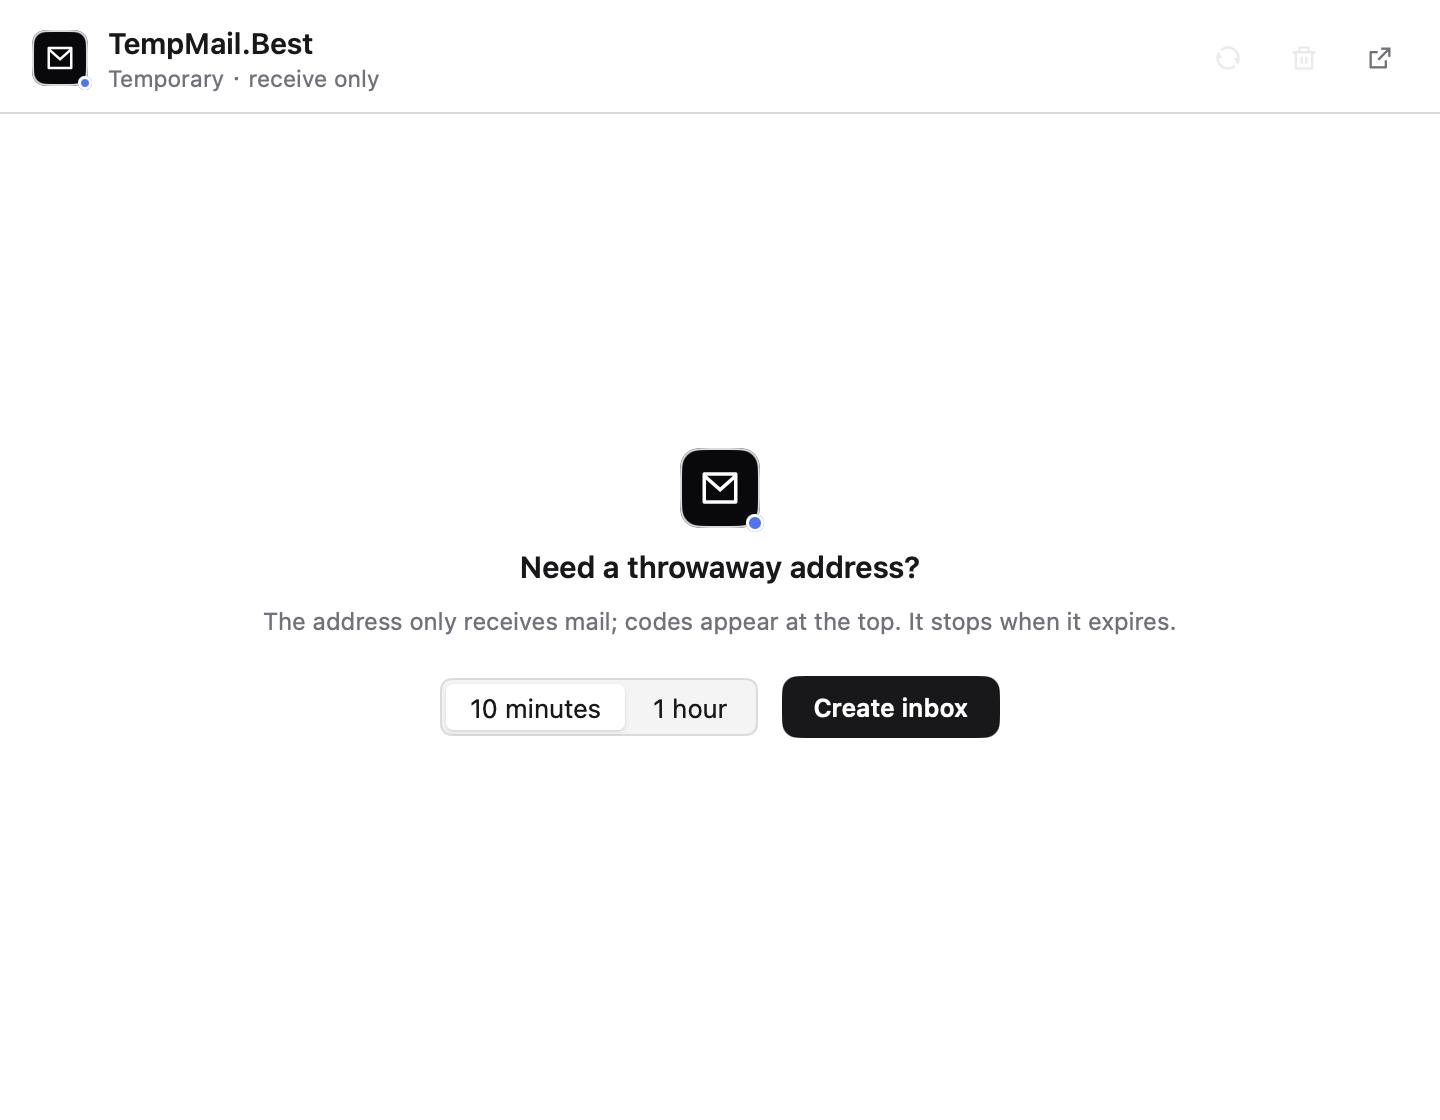 TempMail.Best
Temporary · receive only
Need a throwaway address?
The address only receives mail; codes appear at the top. It stops when it expires.
10 minutes
1 hour
Create inbox